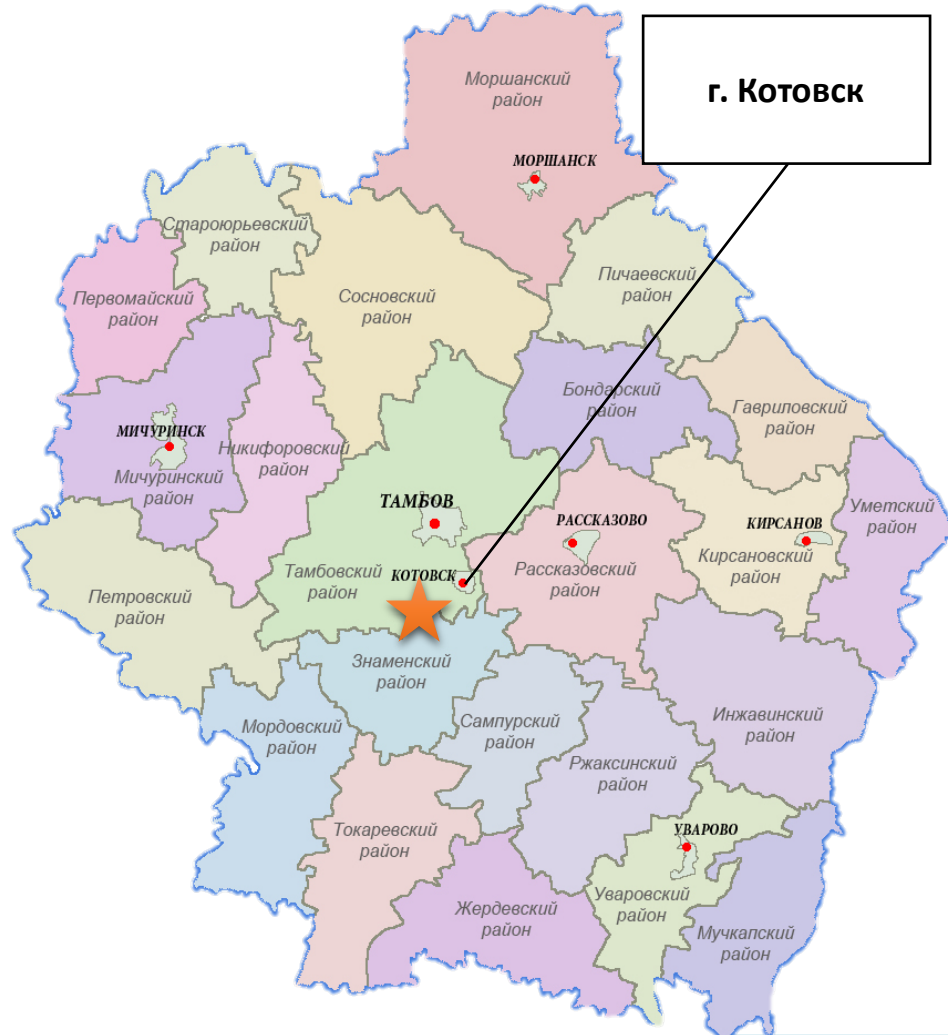 Моршанский
район
г. Котовск
МОРШАНСК
Староюрьевский
район
Пичаевский
район
Первомайский
район
Сосновский
район
Бондарский
район
Гавриловский
район
МИЧУРИНСК
Никифоровский
район
Мичуринский
район
ТАМБОВ
РАССКАЗОВО
КИРСАНОВ
Уметский
район
Кирсановский
район
КОТОВСК
Тамбовский
район
Рассказовский
район
Петровский
район
Знаменский
район
Мордовский
район
Сампурский
район
Инжавинский
район
Ржаксинский
район
Токаревский
район
УВАРОВО
Уваровский
район
Жердевский
район
Мучкапский
район